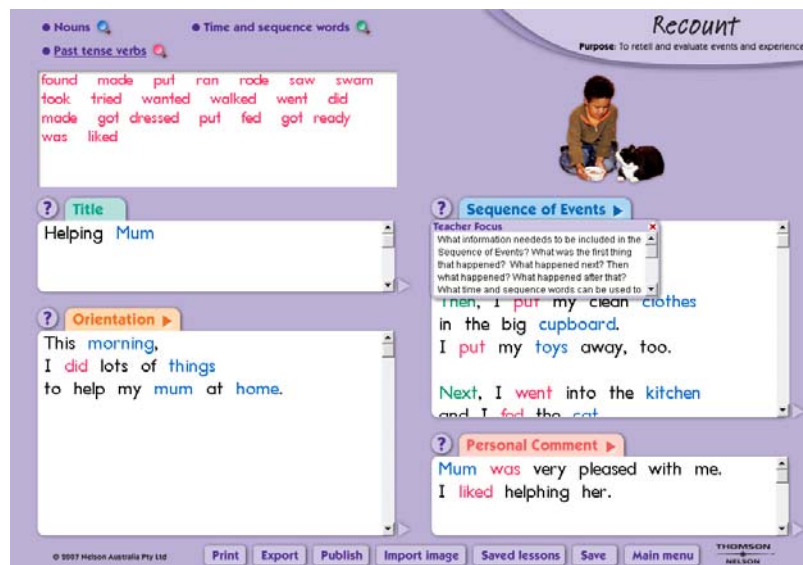 Nouns
Time and sequence words
Past tense verbs
Recount
Purpose: To retell and evaluate events and experience
found made put ran rode saw swam
took tried wanted walked went did
made got dressed put fed got ready
was liked
? Title
Helping Mum
? Orientation
This morning,
I did lots of things
to help my mum at home.
? Sequence of Events
Teacher Focus
What information neededs to be included in the
Sequence of Events? What was the first thing
that happened? What happened next? Then
what happened? What happened after that?
What time and sequence words can be used to
Then, I put my clean clothes
in the big cupboard.
I put my toys away, too.
Next, I went into the kitchen
and I fed the cat
? Personal Comment
Mum was very pleased with me.
I liked helphing her.
© 2007 Nelson Australia Pty Ltd
Print
Export
Publish
Import image
Saved lessons
Save
Main menu
THOMSON
NELSON